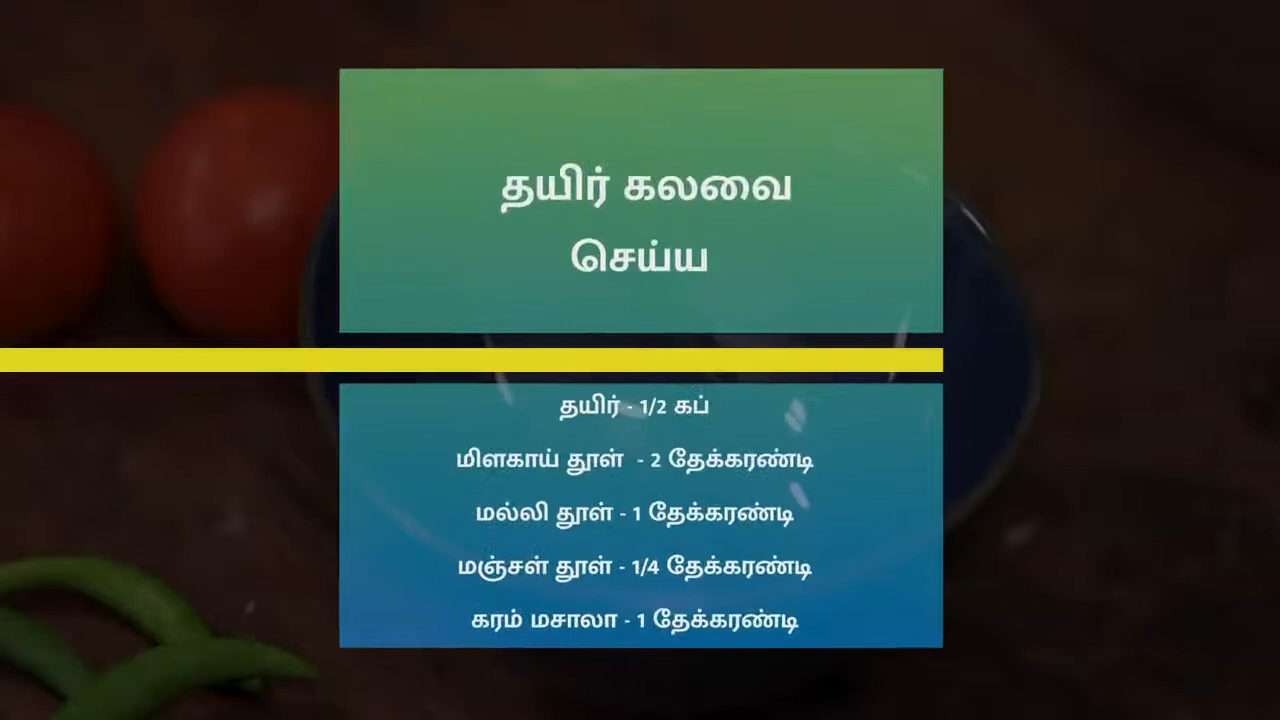 தயிர் கலவை
செய்ய
தயிர் - 1/2 கப்
மிளகாய் தூள் - 2 தேக்கரண்டி
மல்லி தூள் - 1 தேக்கரண்டி
மஞ்சள் தூள் - 1/4 தேக்கரண்டி
கரம் மசாலா - 1 தேக்கரண்டி